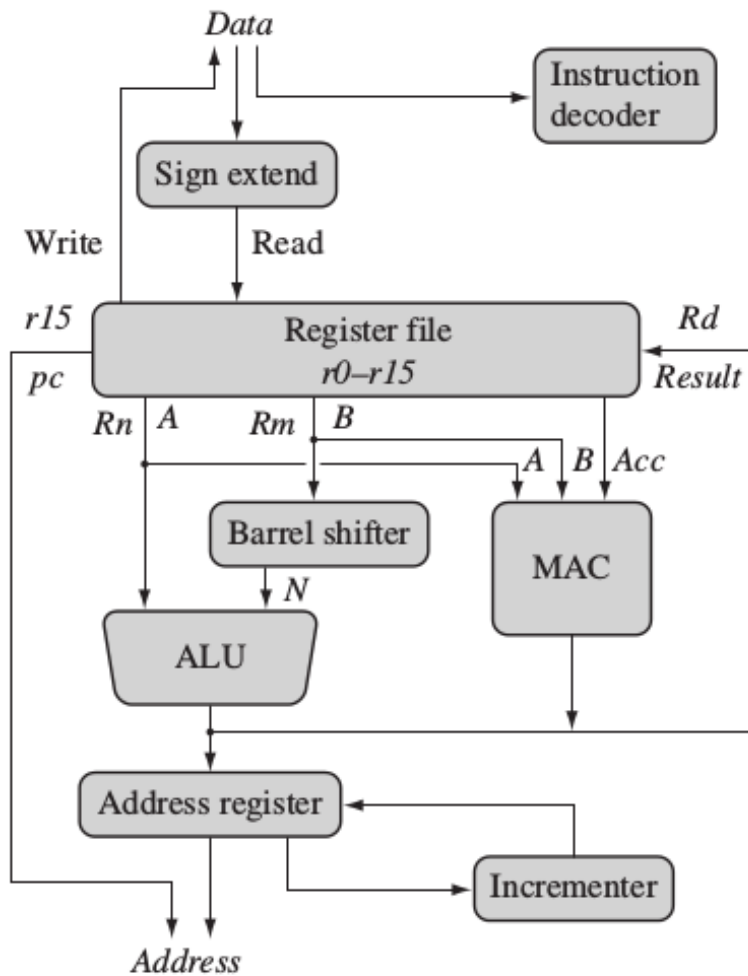 Data
Instruction
decoder
Sign extend
Write
Read
r15
Register file
Rd
pc
r0–r15
Result
Rn
A
Rm
B
A
B
Acc
Barrel shifter
MAC
N
ALU
Address register
Incrementer
Address